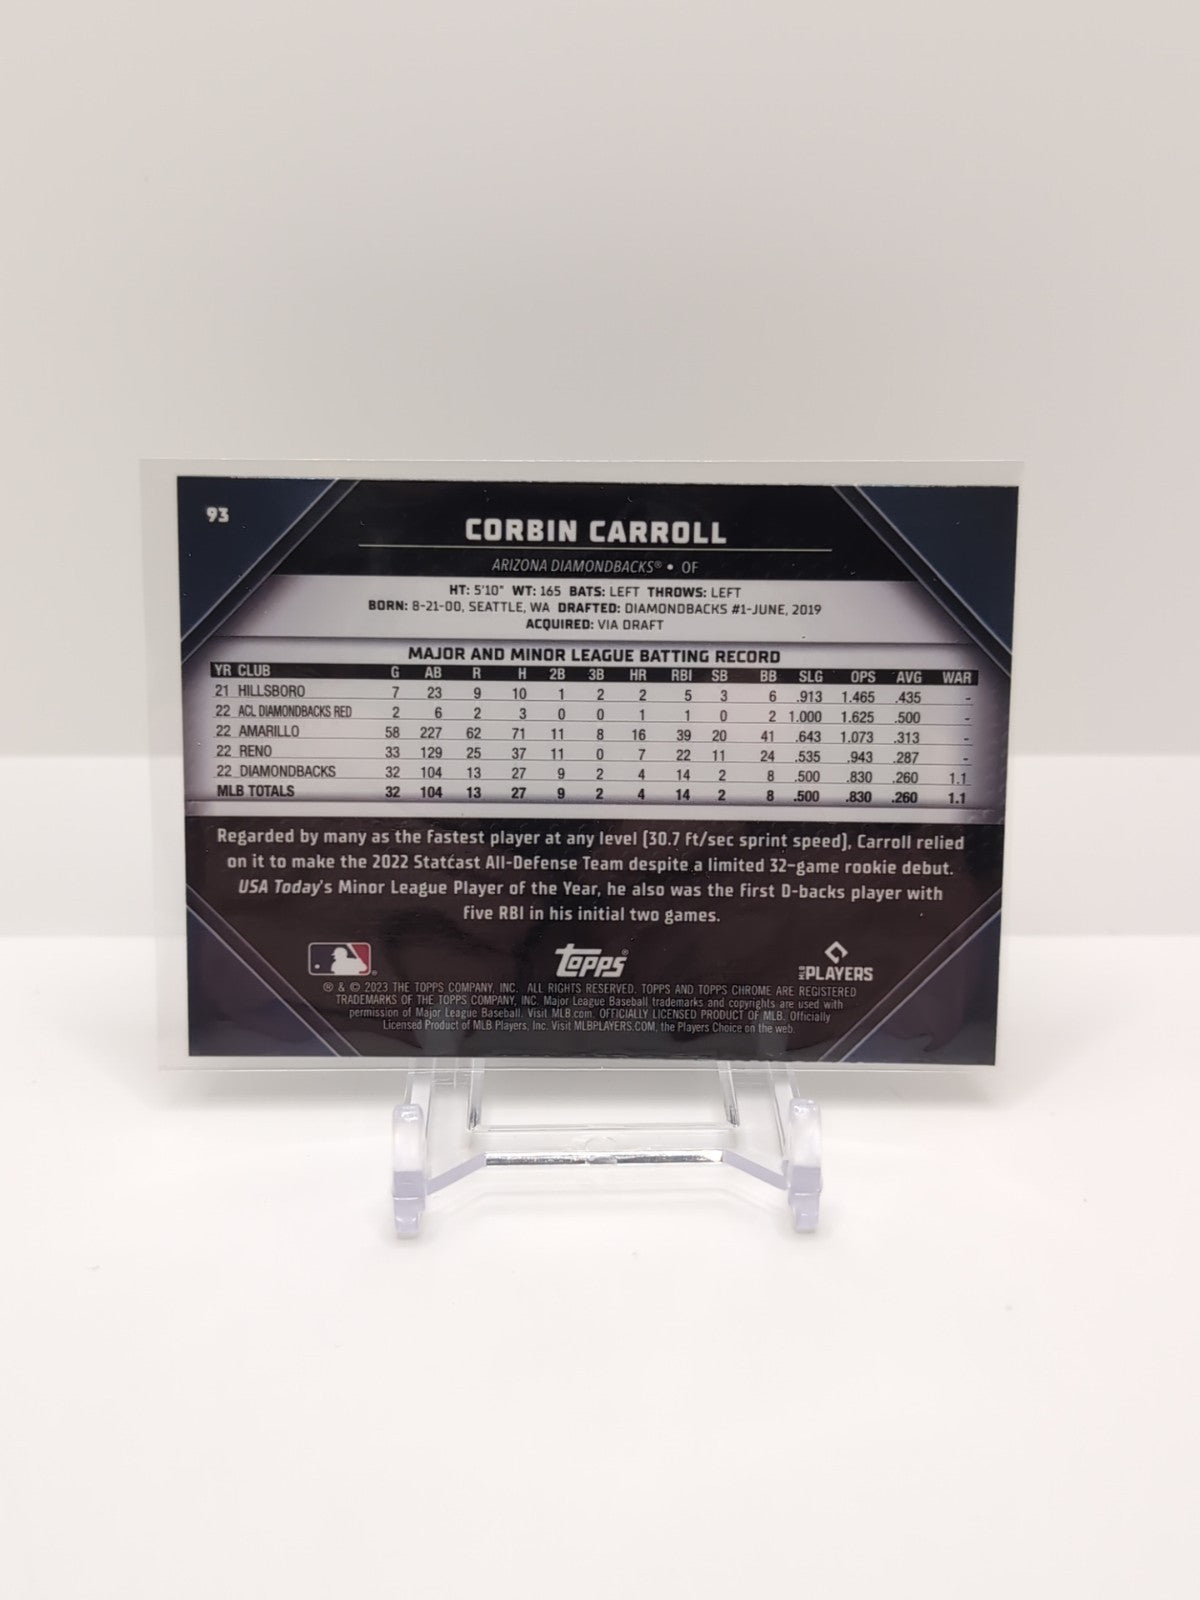 93
CORBIN CARROLL
ARIZONA DIAMONDBACKS® • OF
HT: 5'10" WT: 165 BATS: LEFT THROWS: LEFT
BORN: 8-21-00, SEATTLE, WA DRAFTED: DIAMONDBACKS #1-JUNE, 2019
ACQUIRED: VIA DRAFT
MAJOR AND MINOR LEAGUE BATTING RECORD
YR CLUB G AB R H 2B 3B HR RBI SB BB SLG OPS AVG WAR
21 HILLSBORO 7 23 9 10 1 2 2 5 3 6 .913 1.465 .435 -
22 ACL DIAMONDBACKS RED 2 6 2 3 0 0 1 1 0 2 1.000 1.625 .500 -
22 AMARILLO 58 227 62 71 11 8 16 39 20 41 .643 1.073 .313 -
22 RENO 33 129 25 37 11 0 7 22 11 24 .535 .943 .287 -
22 DIAMONDBACKS 32 104 13 27 9 2 4 14 2 8 .500 .830 .260 1.1
MLB TOTALS 32 104 13 27 9 2 4 14 2 8 .500 .830 .260 1.1
Regarded by many as the fastest player at any level (30.7 ft/sec sprint speed), Carroll relied
on it to make the 2022 Statcast All-Defense Team despite a limited 32-game rookie debut.
USA Today's Minor League Player of the Year, he also was the first D-backs player with
five RBI in his initial two games.
Topps®
MLB PLAYERS
® & © 2023 THE TOPPS COMPANY, INC. ALL RIGHTS RESERVED. TOPPS AND TOPPS CHROME ARE REGISTERED
TRADEMARKS OF THE TOPPS COMPANY, INC. Major League Baseball trademarks and copyrights are used with
permission of Major League Baseball. Visit MLB.com. OFFICIALLY LICENSED PRODUCT OF MLB. Officially
Licensed Product of MLB Players, Inc. Visit MLBPLAYERS.COM, the Players Choice on the web.